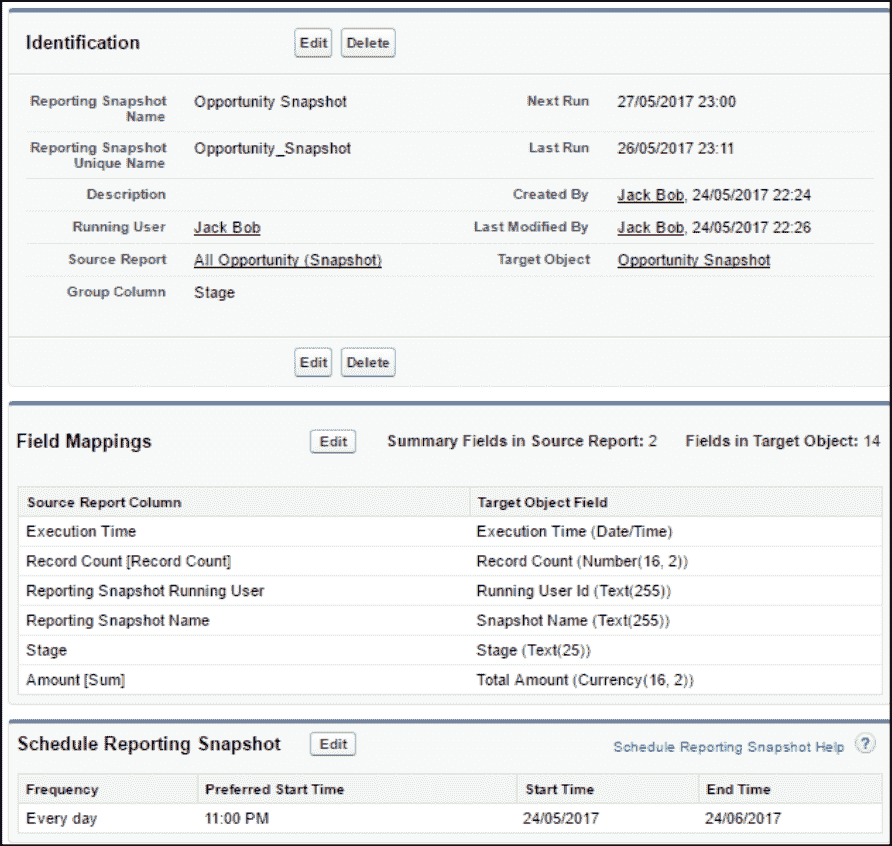 Identification Edit Delete
Reporting Snapshot Name Opportunity Snapshot Next Run 27/05/2017 23:00
Reporting Snapshot Unique Name Opportunity_Snapshot Last Run 26/05/2017 23:11
Description Created By Jack Bob, 24/05/2017 22:24
Running User Jack Bob Last Modified By Jack Bob, 24/05/2017 22:26
Source Report All Opportunity (Snapshot) Target Object Opportunity Snapshot
Group Column Stage
Edit Delete
Field Mappings Edit Summary Fields in Source Report: 2 Fields in Target Object: 14
Source Report Column Target Object Field
Execution Time Execution Time (Date/Time)
Record Count [Record Count] Record Count (Number(16, 2))
Reporting Snapshot Running User Running User Id (Text(255))
Reporting Snapshot Name Snapshot Name (Text(255))
Stage Stage (Text(25))
Amount [Sum] Total Amount (Currency(16, 2))
Schedule Reporting Snapshot Edit Schedule Reporting Snapshot Help ?
Frequency Preferred Start Time Start Time End Time
Every day 11:00 PM 24/05/2017 24/06/2017